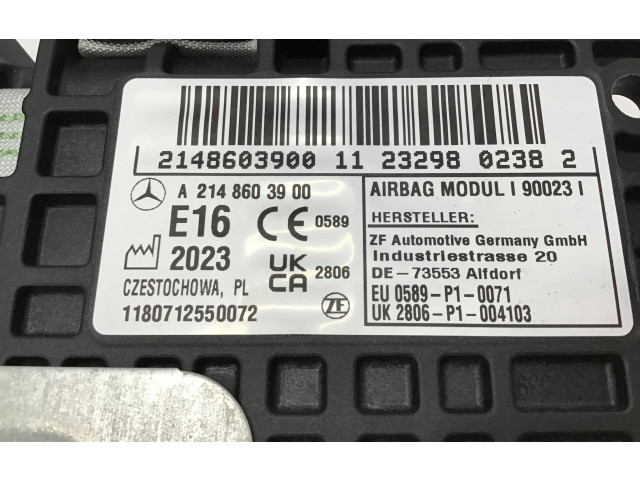 2148603900 11 23298 0238 2
A 214 860 39 00
E16 CE 0589
2023 UK CA 2806
CZESTOCHOWA, PL
1180712550072 ZF
AIRBAG MODUL I 90023 I
HERSTELLER:
ZF Automotive Germany GmbH
Industriestrasse 20
DE-73553 Alfdorf
EU 0589-P1-0071
UK 2806-P1-004103